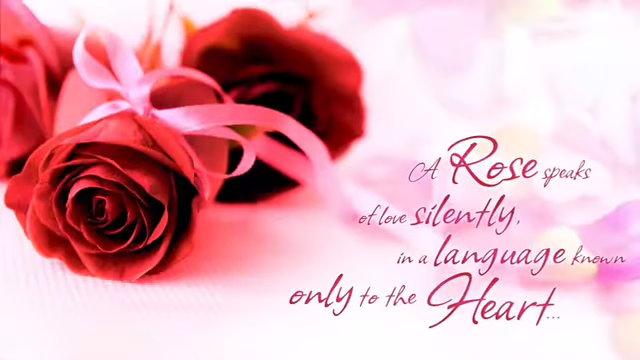 A Rose speaks
of love silently,
in a language known
only to the Heart...